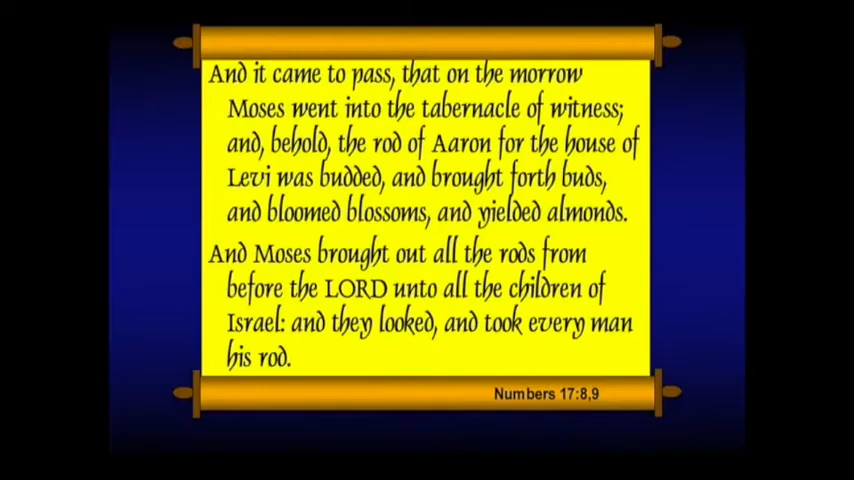 And it came to pass, that on the morrow
Moses went into the tabernacle of witness;
and, behold, the rod of Aaron for the house of
Levi was budded, and brought forth buds,
and bloomed blossoms, and yielded almonds.
And Moses brought out all the rods from
before the LORD unto all the children of
Israel: and they looked, and took every man
his rod.
Numbers 17:8,9